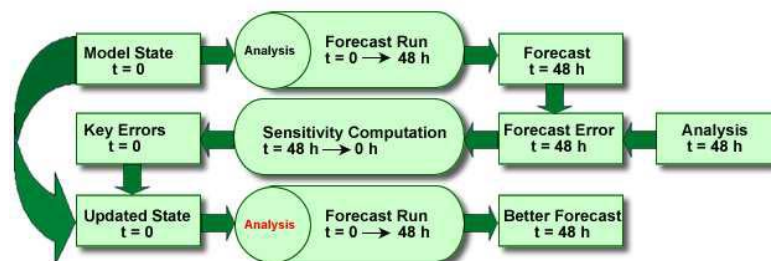 Model State
t = 0
Analysis
Forecast Run
t = 0 → 48 h
Forecast
t = 48 h
Key Errors
t = 0
Sensitivity Computation
t = 48 h → 0 h
Forecast Error
t = 48 h
Analysis
t = 48 h
Updated State
t = 0
Analysis
Forecast Run
t = 0 → 48 h
Better Forecast
t = 48 h